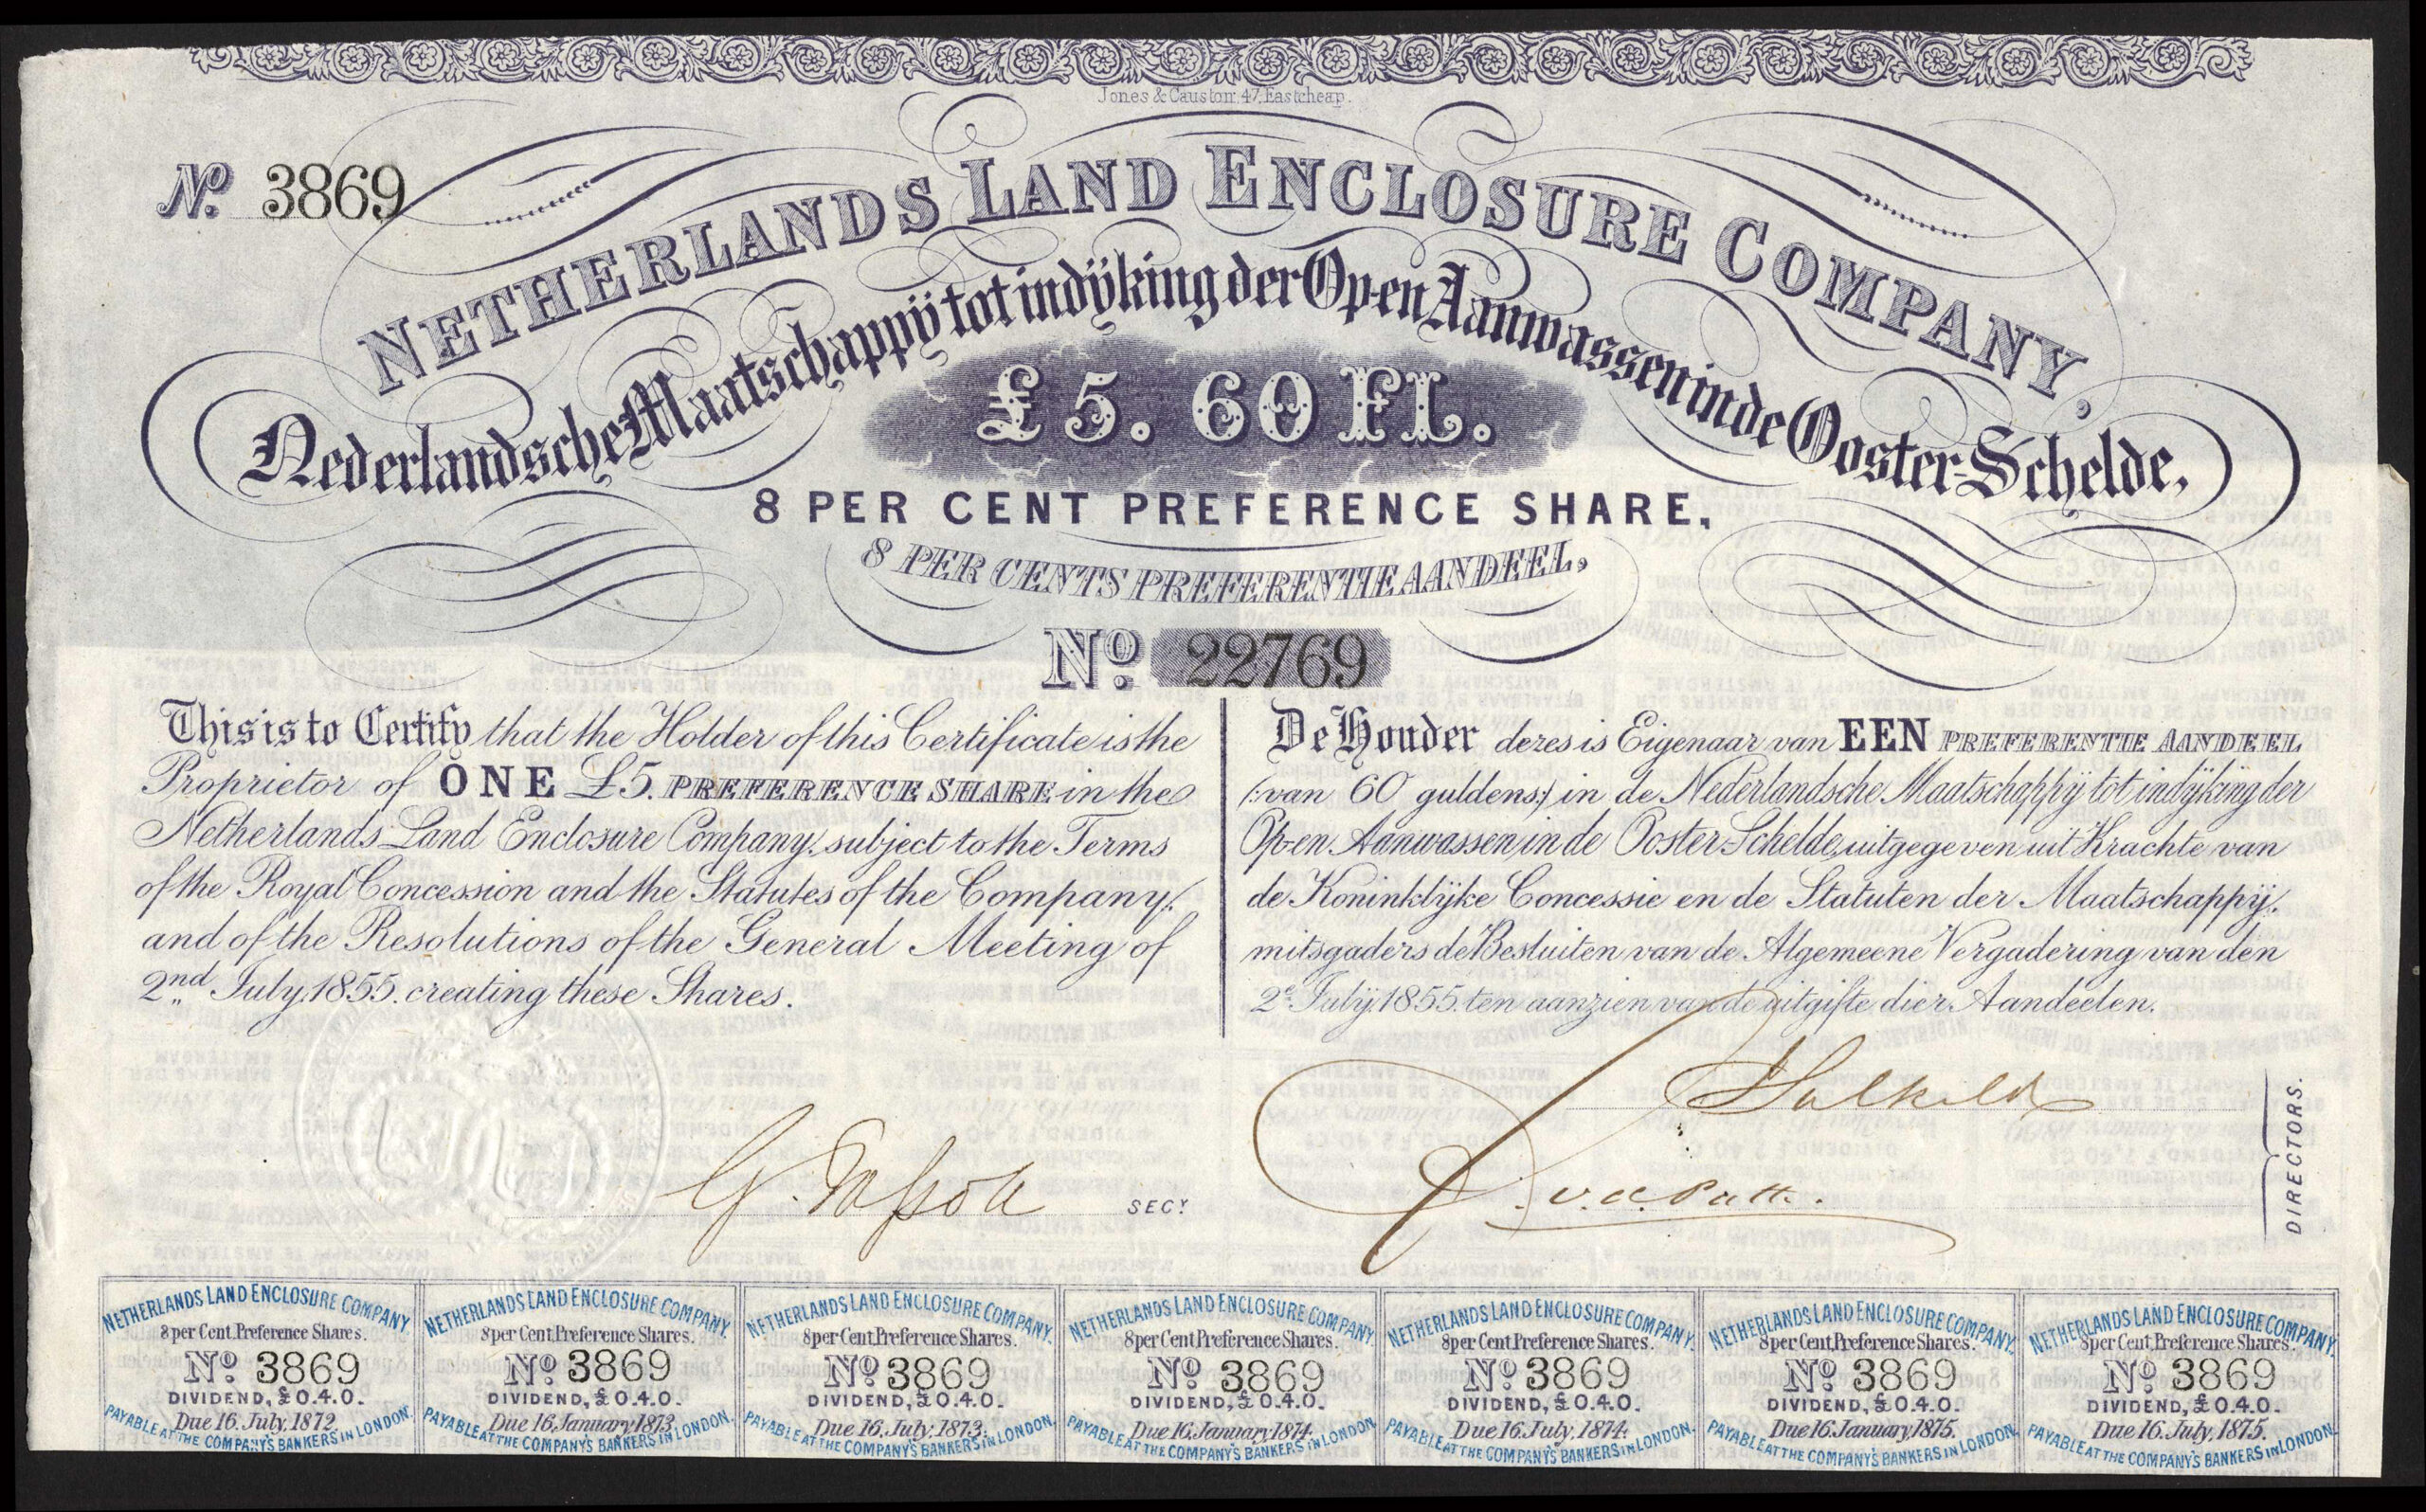 Jones & Causton, 47, Eastcheap.
No. 3869
NETHERLANDS LAND ENCLOSURE COMPANY,
Nederlandsche Maatschappÿ tot indÿking der Op-en Aanwassen in de Ooster-Schelde,
£5. 60 FL.
8 PER CENT PREFERENCE SHARE,
8 PER CENTS PREFERENTIE AANDEEL,
No. 22769
This is to Certify that the Holder of this Certificate is the
Proprietor of ONE £5. PREFERENCE SHARE in the
Netherlands Land Enclosure Company, subject to the Terms
of the Royal Concession and the Statutes of the Company,
and of the Resolutions of the General Meeting of
2nd July, 1855. creating these Shares.
De Houder dezes is Eigenaar van EEN PREFERENTIE AANDEEL
(:van 60 guldens:) in de Nederlandsche Maatschappÿ tot indÿking der
Op-en Aanwassen in de Ooster-Schelde, uitgegeven uit Krachte van
de Koninklÿke Concessie en de Statuten der Maatschappÿ,
mitsgaders de Besluiten van de Algemeene Vergadering van den
2e Julÿ, 1855. ten aanzien van de uitgifte dier Aandeelen.
SECY
DIRECTORS.
NETHERLANDS LAND ENCLOSURE COMPANY.
8 per Cent Preference Shares.
No. 3869
DIVIDEND, £0.4.0.
Due 16. July, 1872.
PAYABLE AT THE COMPANY'S BANKERS IN LONDON.
NETHERLANDS LAND ENCLOSURE COMPANY.
8 per Cent Preference Shares.
No. 3869
DIVIDEND, £0.4.0.
Due 16. January, 1873.
PAYABLE AT THE COMPANY'S BANKERS IN LONDON.
NETHERLANDS LAND ENCLOSURE COMPANY.
8 per Cent Preference Shares.
No. 3869
DIVIDEND, £0.4.0.
Due 16. July, 1873.
PAYABLE AT THE COMPANY'S BANKERS IN LONDON.
NETHERLANDS LAND ENCLOSURE COMPANY.
8 per Cent Preference Shares.
No. 3869
DIVIDEND, £0.4.0.
Due 16. January, 1874.
PAYABLE AT THE COMPANY'S BANKERS IN LONDON.
NETHERLANDS LAND ENCLOSURE COMPANY.
8 per Cent Preference Shares.
No. 3869
DIVIDEND, £0.4.0.
Due 16. July, 1874.
PAYABLE AT THE COMPANY'S BANKERS IN LONDON.
NETHERLANDS LAND ENCLOSURE COMPANY.
8 per Cent Preference Shares.
No. 3869
DIVIDEND, £0.4.0.
Due 16. January, 1875.
PAYABLE AT THE COMPANY'S BANKERS IN LONDON.
NETHERLANDS LAND ENCLOSURE COMPANY.
8 per Cent Preference Shares.
No. 3869
DIVIDEND, £0.4.0.
Due 16. July, 1875.
PAYABLE AT THE COMPANY'S BANKERS IN LONDON.